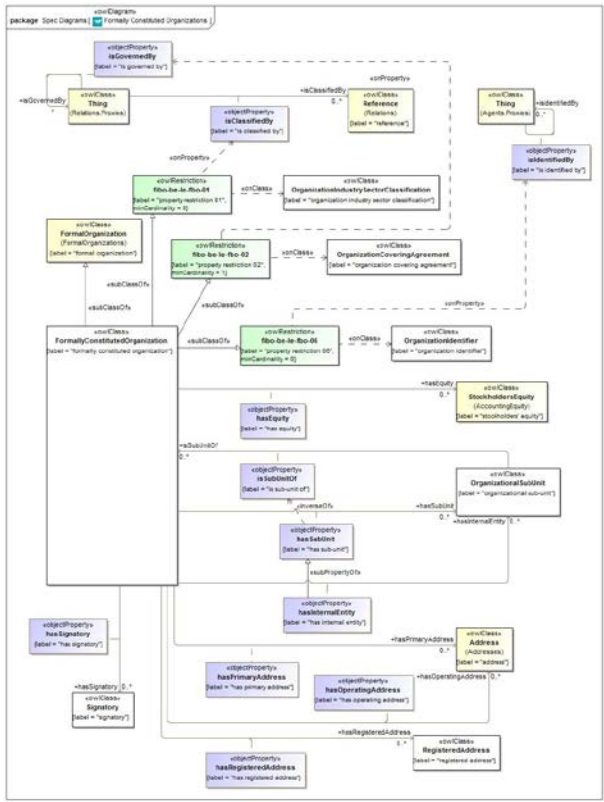 «owlDiagram»
package Spec Diagrams[ Formally Constituted Organizations ]
«objectProperty»
isGovernedBy
[label = "is governed by"]
«onProperty»
+isGovernedBy
*
«owlClass»
Thing
(Relations.Proxies)
+isClassifiedBy
0..*
«owlClass»
Reference
(Relations)
[label = "reference"]
«owlClass»
Thing
(Agents.Proxies)
+isIdentifiedBy
0..*
«objectProperty»
isClassifiedBy
[label = "is classified by"]
«objectProperty»
isIdentifiedBy
[label = "is identified by"]
«onProperty»
«owlRestriction»
fibo-be-le-fbo-01
[label = "property restriction 01",
minCardinality = 0]
«onClass»
«owlClass»
OrganizationIndustrySectorClassification
[label = "organization industry sector classification"]
«owlClass»
FormalOrganization
(FormalOrganizations)
[label = "formal organization"]
«owlRestriction»
fibo-be-le-fbo-02
[label = "property restriction 02",
minCardinality = 1]
«onClass»
«owlClass»
OrganizationCoveringAgreement
[label = "organization covering agreement"]
«subClassOf»
«subClassOf»
«subClassOf»
«onProperty»
«owlClass»
FormallyConstitutedOrganization
[label = "formally constituted organization"]
«subClassOf»
«owlRestriction»
fibo-be-le-fbo-06
[label = "property restriction 06",
minCardinality = 0]
«onClass»
«owlClass»
OrganizationIdentifier
[label = "organization identifier"]
+hasEquity
0..*
«owlClass»
StockholdersEquity
(AccountingEquity)
[label = "stockholders' equity"]
«objectProperty»
hasEquity
[label = "has equity"]
+isSubUnitOf
0..*
«objectProperty»
isSubUnitOf
[label = "is sub-unit of"]
«owlClass»
OrganizationalSubUnit
[label = "organizational sub-unit"]
«inverseOf»
+hasSubUnit
0..*
+hasInternalEntity
0..*
«objectProperty»
hasSubUnit
[label = "has sub-unit"]
«subPropertyOf»
«objectProperty»
hasInternalEntity
[label = "has internal entity"]
«objectProperty»
hasSignatory
[label = "has signatory"]
+hasPrimaryAddress
0..*
«owlClass»
Address
(Addresses)
[label = "address"]
«objectProperty»
hasPrimaryAddress
[label = "has primary address"]
«objectProperty»
hasOperatingAddress
[label = "has operating address"]
+hasOperatingAddress
0..*
+hasSignatory
0..*
«owlClass»
Signatory
[label = "signatory"]
+hasRegisteredAddress
0..*
«owlClass»
RegisteredAddress
[label = "registered address"]
«objectProperty»
hasRegisteredAddress
[label = "has registered address"]